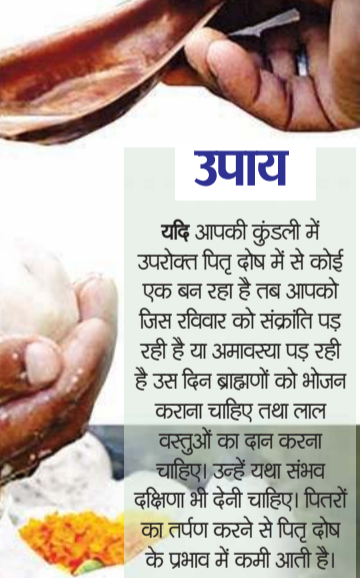 उपाय
यदि आपकी कुंडली में
उपरोक्त पितृ दोष में से कोई
एक बन रहा है तब आपको
जिस रविवार को संक्रांति पड़
रही है या अमावस्या पड़ रही
है उस दिन ब्राह्मणों को भोजन
कराना चाहिए तथा लाल
वस्तुओं का दान करना
चाहिए। उन्हें यथा संभव
दक्षिणा भी देनी चाहिए। पितरों
का तर्पण करने से पितृ दोष
के प्रभाव में कमी आती है।